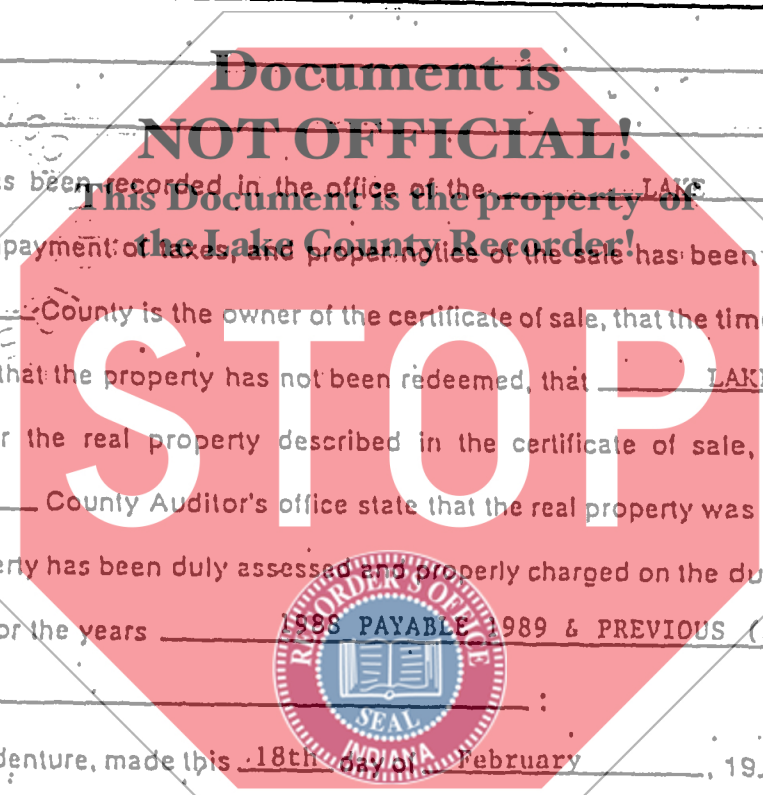 Document is
NOT OFFICIAL!
This Document is the property of
the Lake County Recorder!
s been recorded in the office of the LAKE
payment of taxes, and proper notice of the sale has been
County is the owner of the certificate of sale, that the time
that the property has not been redeemed, that LAKE
r the real property described in the certificate of sale,
STOP
County Auditor's office state that the real property was
erty has been duly assessed and properly charged on the du
or the years 1988 PAYABLE 1989 & PREVIOUS (
RECORDER'S OFFICE
SEAL
INDIANA
:
denture, made this 18th day of February, 19